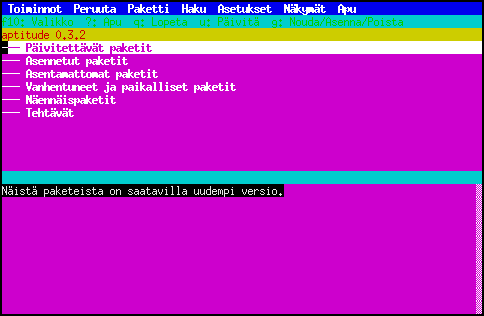 Toiminnot Peruuta Paketti Haku Asetukset Näkymät Apu
F10: Valikko ?: Apu q: Lopeta u: Päivitä g: Nouda/Asenna/Poista
aptitude 0.3.2
Päivitettävät paketit
Asennetut paketit
Asentamattomat paketit
Vanhentuneet ja paikalliset paketit
Näennäispaketit
Tehtävät
Näistä paketeista on saatavilla uudempi versio.